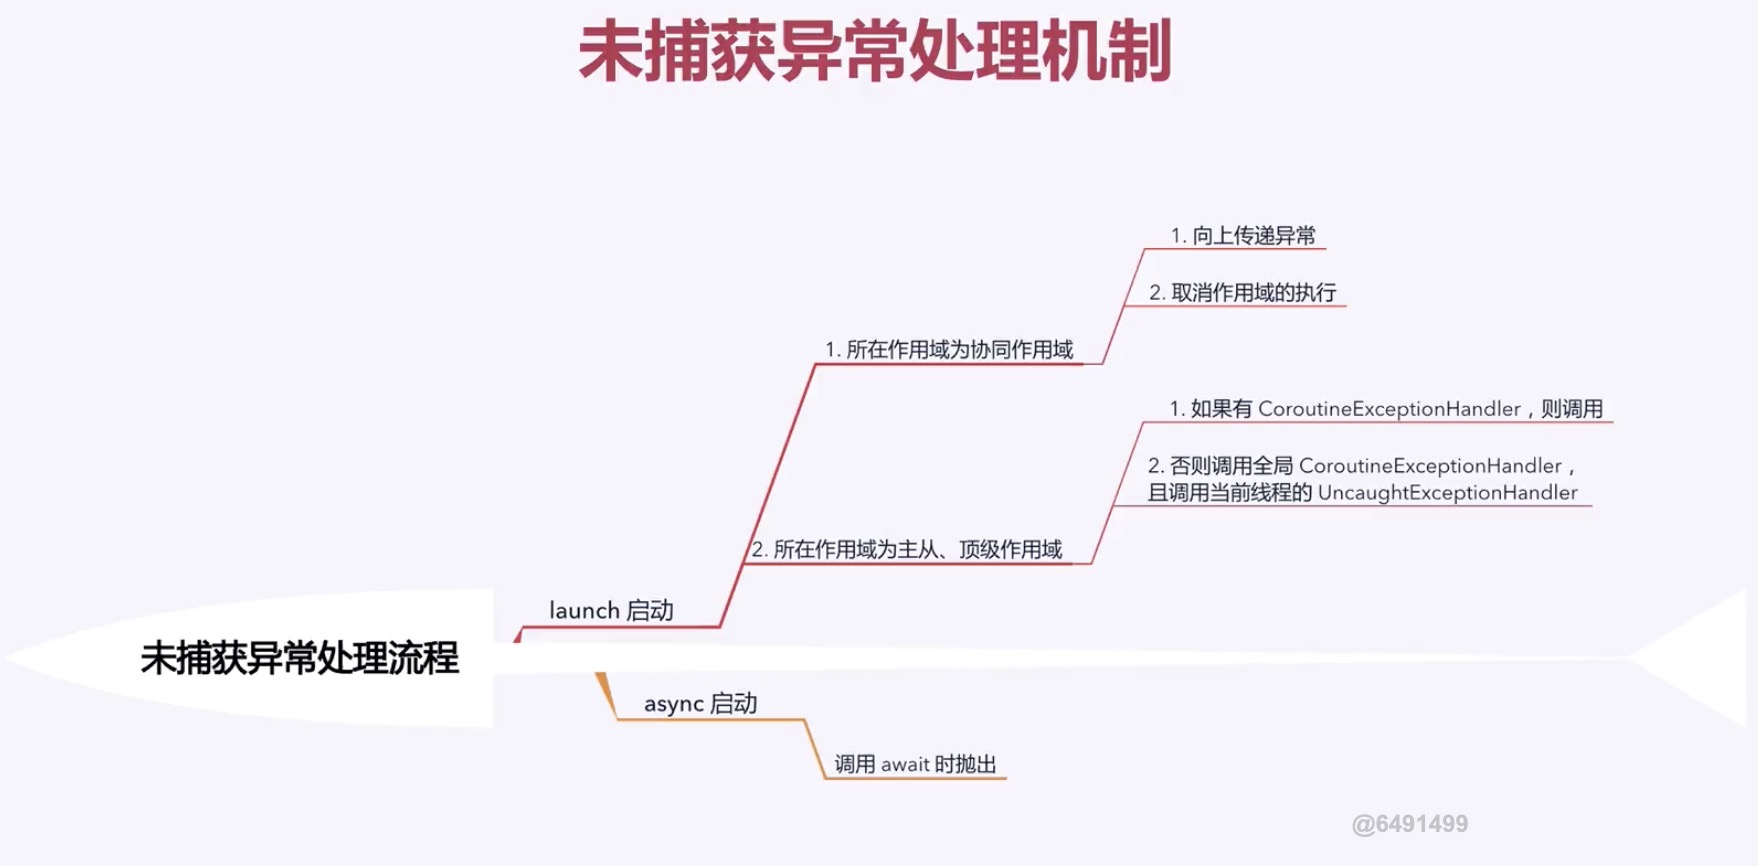 未捕获异常处理机制
1. 向上传递异常
2. 取消作用域的执行
1. 所在作用域为协同作用域
1. 如果有 CoroutineExceptionHandler，则调用
2. 否则调用全局 CoroutineExceptionHandler，
且调用当前线程的 UncaughtExceptionHandler
2. 所在作用域为主从、顶级作用域
launch 启动
未捕获异常处理流程
async 启动
调用 await 时抛出
@6491499